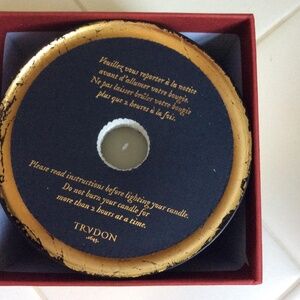 Veuillez vous reporter à la notice
avant d'allumer votre bougie.
Ne pas laisser brûler votre bougie
plus que 2 heures à la fois.
Please read instructions before lighting your candle.
Do not burn your candle for
more than 2 hours at a time.
TRVDON
.1643.